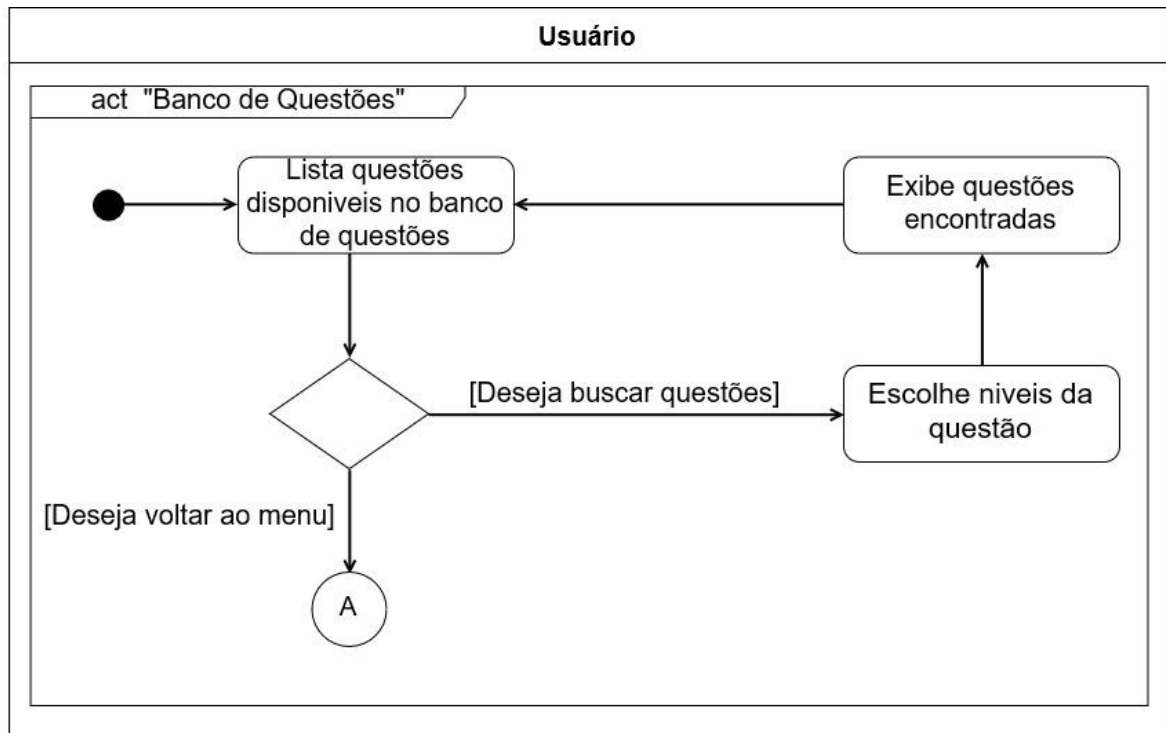 Usuário
act "Banco de Questões"
Lista questões
disponiveis no banco
de questões
Exibe questões
encontradas
[Deseja buscar questões]
Escolhe niveis da
questão
[Deseja voltar ao menu]
A